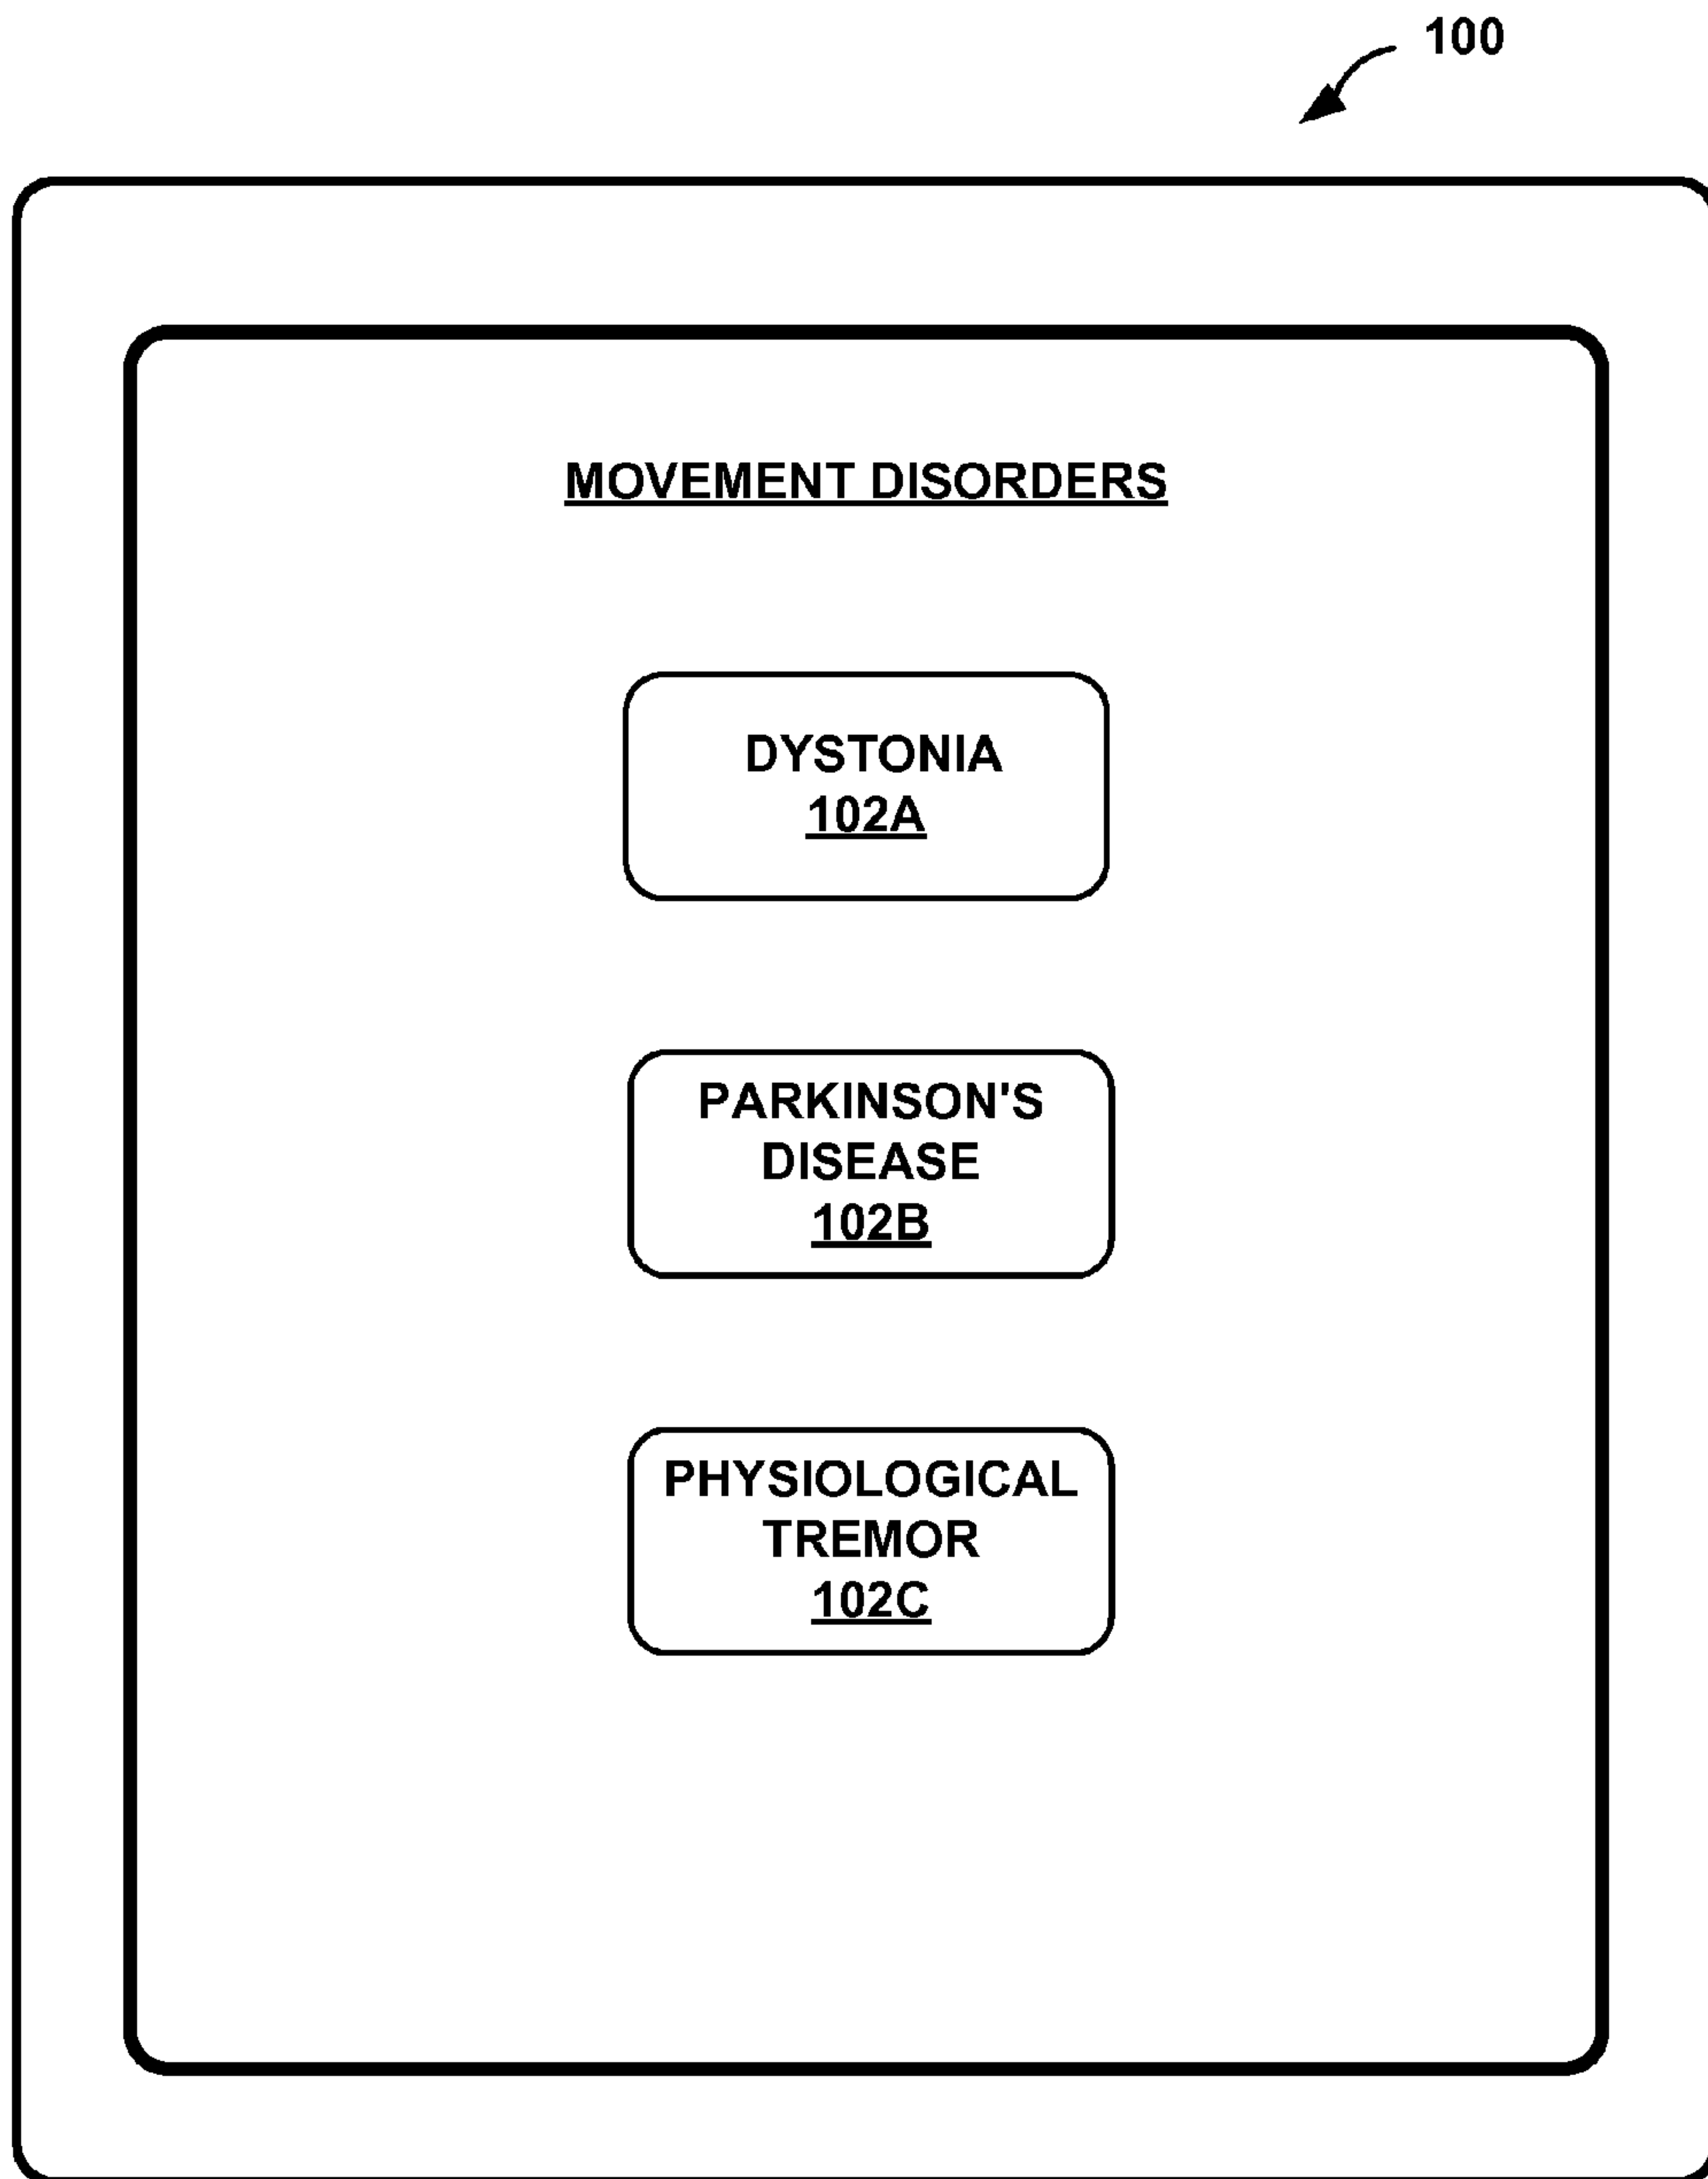 100
MOVEMENT DISORDERS
DYSTONIA
102A
PARKINSON'S
DISEASE
102B
PHYSIOLOGICAL
TREMOR
102C